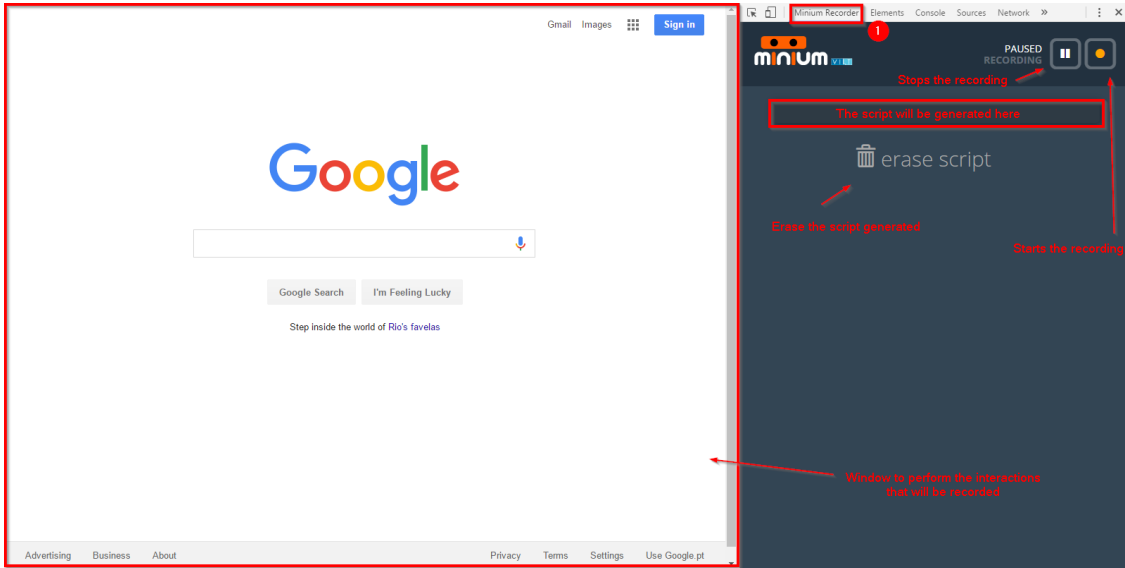 Gmail Images Sign in
Google
Google Search I'm Feeling Lucky
Step inside the world of Rio's favelas
Advertising Business About Privacy Terms Settings Use Google.pt
Minium Recorder Elements Console Sources Network »
1
minium VILT
PAUSED
RECORDING
Stops the recording
The script will be generated here
erase script
Erase the script generated
Starts the recording
Window to perform the interactions
that will be recorded